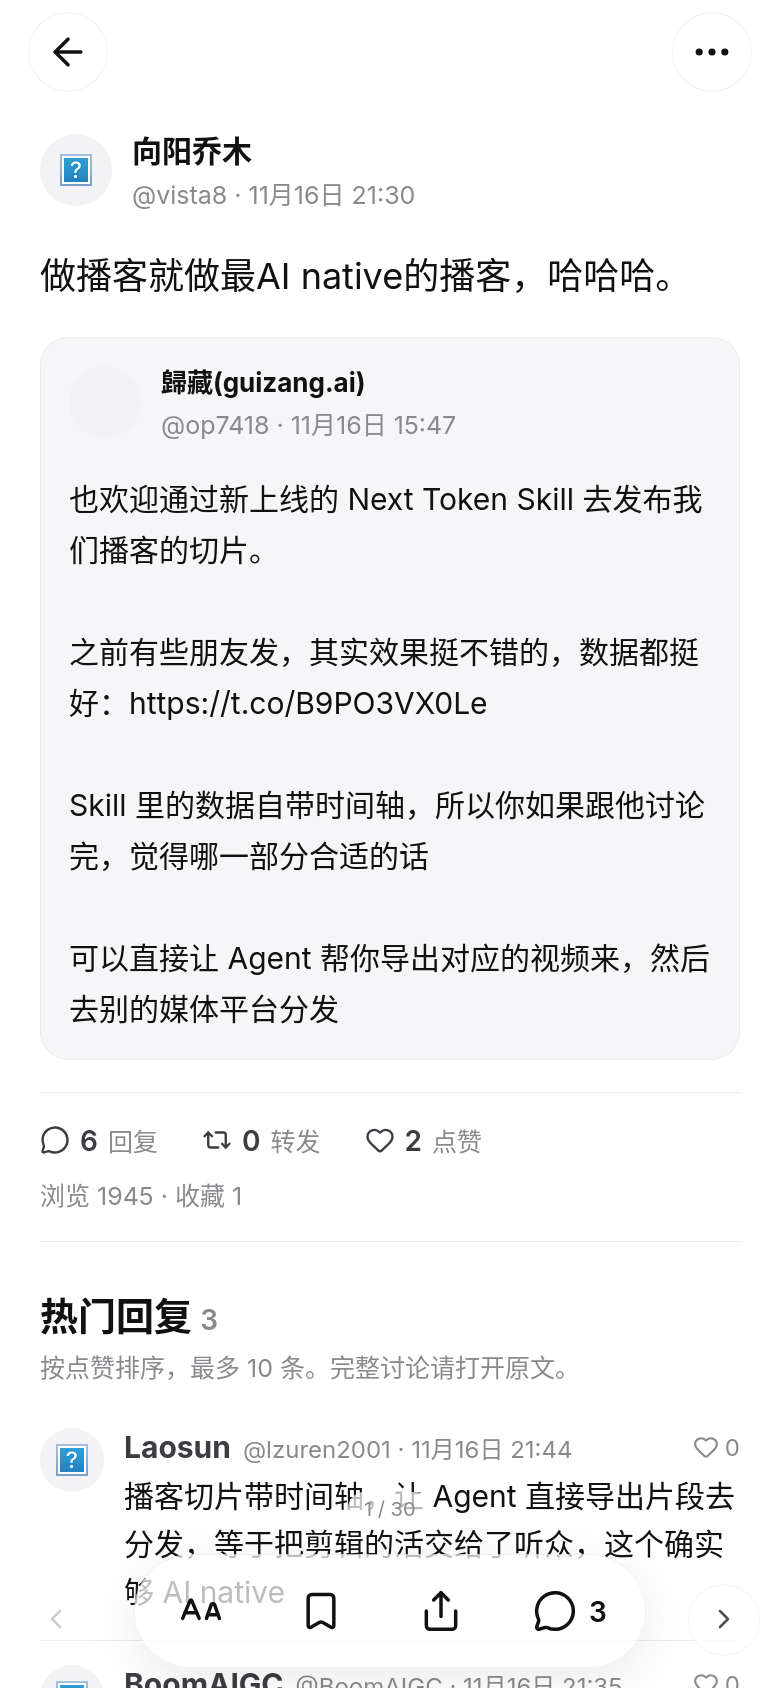 向阳乔木
@vista8 · 11月16日 21:30
做播客就做最AI native的播客，哈哈哈。
歸藏(guizang.ai)
@op7418 · 11月16日 15:47
也欢迎通过新上线的 Next Token Skill 去发布我
们播客的切片。
之前有些朋友发，其实效果挺不错的，数据都挺
好：https://t.co/B9PO3VX0Le
Skill 里的数据自带时间轴，所以你如果跟他讨论
完，觉得哪一部分合适的话
可以直接让 Agent 帮你导出对应的视频来，然后
去别的媒体平台分发
6 回复 0 转发 2 点赞
浏览 1945 · 收藏 1
热门回复 3
按点赞排序，最多 10 条。完整讨论请打开原文。
Laosun @lzuren2001 · 11月16日 21:44 0
播客切片带时间轴，让 Agent 直接导出片段去
1 / 30
分发，等于把剪辑的活交给了听众，这个确实
够 AI native
AA 3
BoomAIGC @BoomAIGC · 11月16日 21:35 0